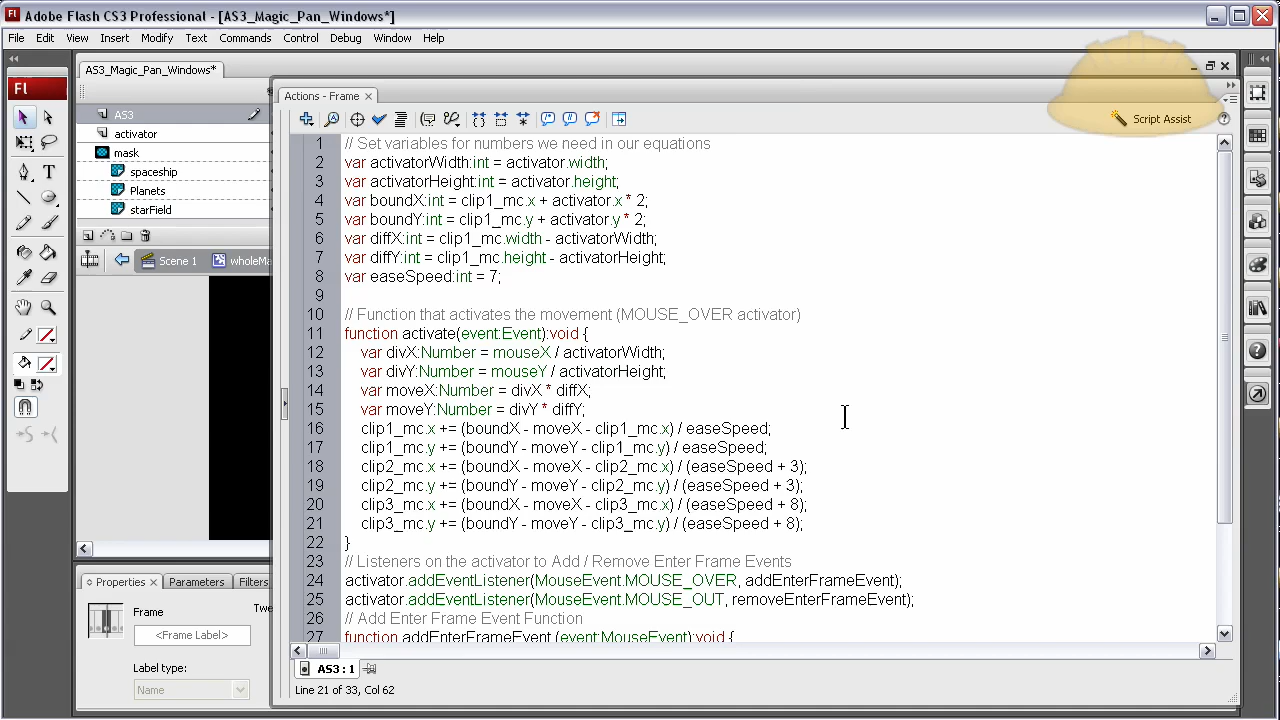 Adobe Flash CS3 Professional - [AS3_Magic_Pan_Windows*]
File Edit View Insert Modify Text Commands Control Debug Window Help
AS3_Magic_Pan_Windows*
Fl
AS3
activator
mask
spaceship
Planets
starField
Scene 1
Actions - Frame
Script Assist
1 // Set variables for numbers we need in our equations
2 var activatorWidth:int = activator.width;
3 var activatorHeight:int = activator.height;
4 var boundX:int = clip1_mc.x + activator.x * 2;
5 var boundY:int = clip1_mc.y + activator.y * 2;
6 var diffX:int = clip1_mc.width - activatorWidth;
7 var diffY:int = clip1_mc.height - activatorHeight;
8 var easeSpeed:int = 7;
9
10 // Function that activates the movement (MOUSE_OVER activator)
11 function activate(event:Event):void {
12 var divX:Number = mouseX / activatorWidth;
13 var divY:Number = mouseY / activatorHeight;
14 var moveX:Number = divX * diffX;
15 var moveY:Number = divY * diffY;
16 clip1_mc.x += (boundX - moveX - clip1_mc.x) / easeSpeed;
17 clip1_mc.y += (boundY - moveY - clip1_mc.y) / easeSpeed;
18 clip2_mc.x += (boundX - moveX - clip2_mc.x) / (easeSpeed + 3);
19 clip2_mc.y += (boundY - moveY - clip2_mc.y) / (easeSpeed + 3);
20 clip3_mc.x += (boundX - moveX - clip3_mc.x) / (easeSpeed + 8);
21 clip3_mc.y += (boundY - moveY - clip3_mc.y) / (easeSpeed + 8);
22 }
23 // Listeners on the activator to Add / Remove Enter Frame Events
24 activator.addEventListener(MouseEvent.MOUSE_OVER, addEnterFrameEvent);
25 activator.addEventListener(MouseEvent.MOUSE_OUT, removeEnterFrameEvent);
26 // Add Enter Frame Event Function
27 function addEnterFrameEvent (event:MouseEvent):void {
AS3 : 1
Line 21 of 33, Col 62
Properties Parameters Filters
Frame
<Frame Label>
Label type:
Name